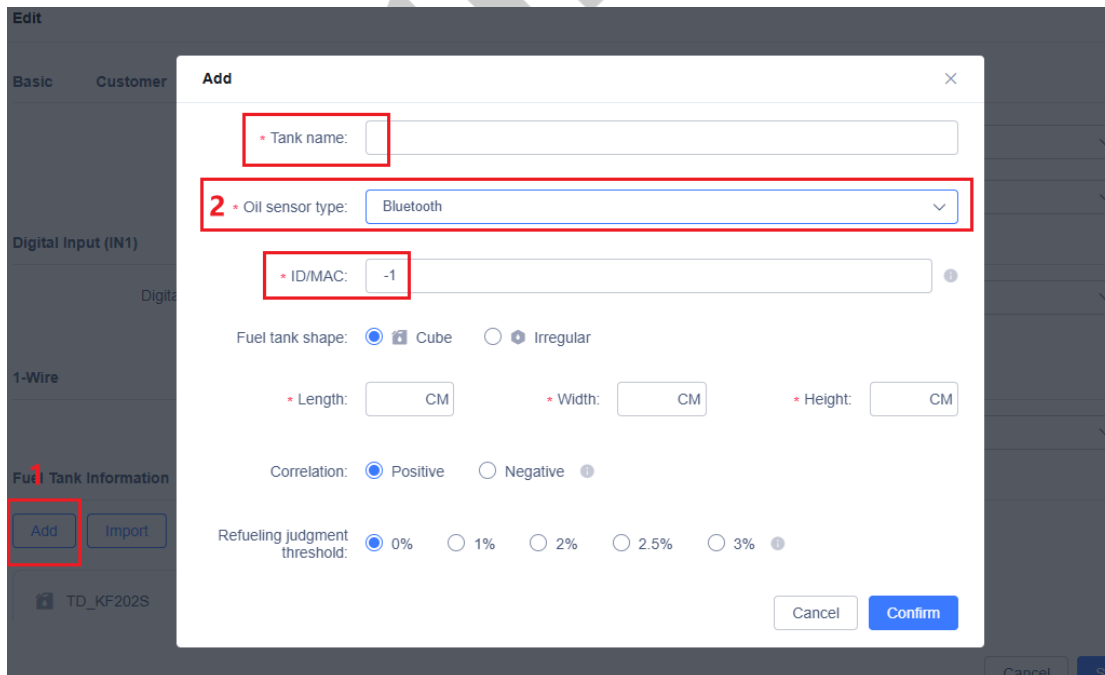 Edit
Basic Customer
Add
* Tank name:
2 * Oil sensor type: Bluetooth
Digital Input (IN1)
* ID/MAC: -1
Digita
Fuel tank shape: Cube Irregular
1-Wire
* Length: CM * Width: CM * Height: CM
1
Fuel Tank Information
Correlation: Positive Negative
Add Import
Refueling judgment
threshold: 0% 1% 2% 2.5% 3%
TD_KF202S
Cancel Confirm
Cancel S